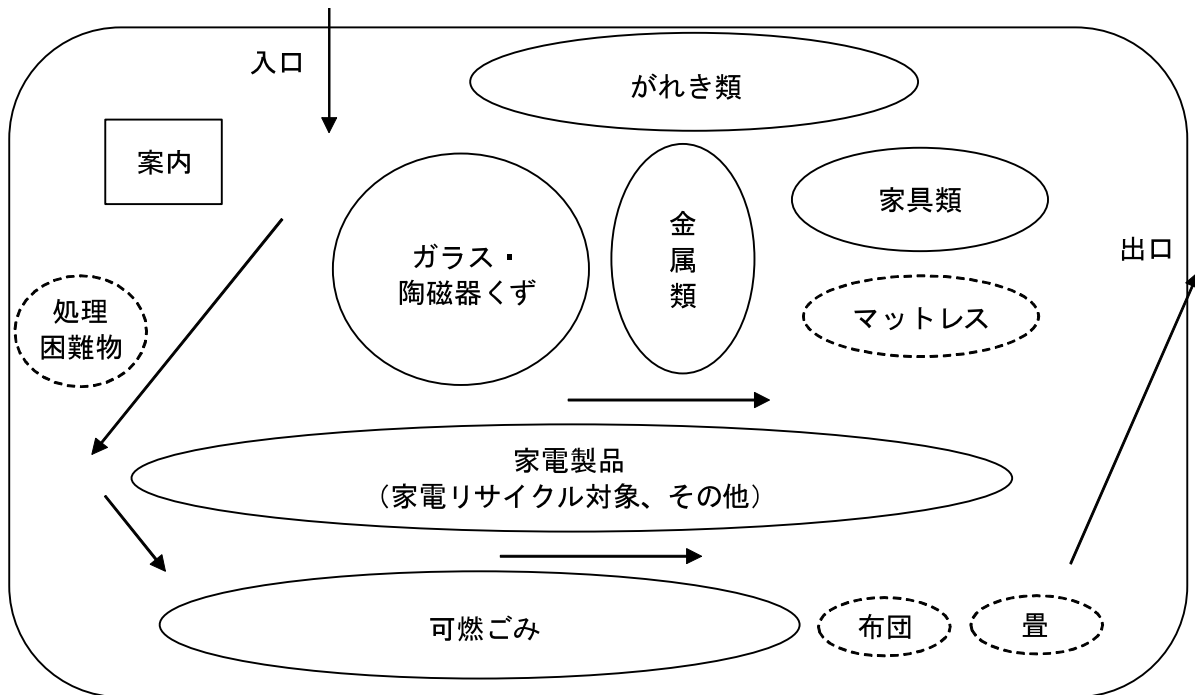 入口
がれき類
案内
家具類
金属類
ガラス・
陶磁器くず
出口
処理
困難物
マットレス
家電製品
（家電リサイクル対象、その他）
可燃ごみ
布団
畳